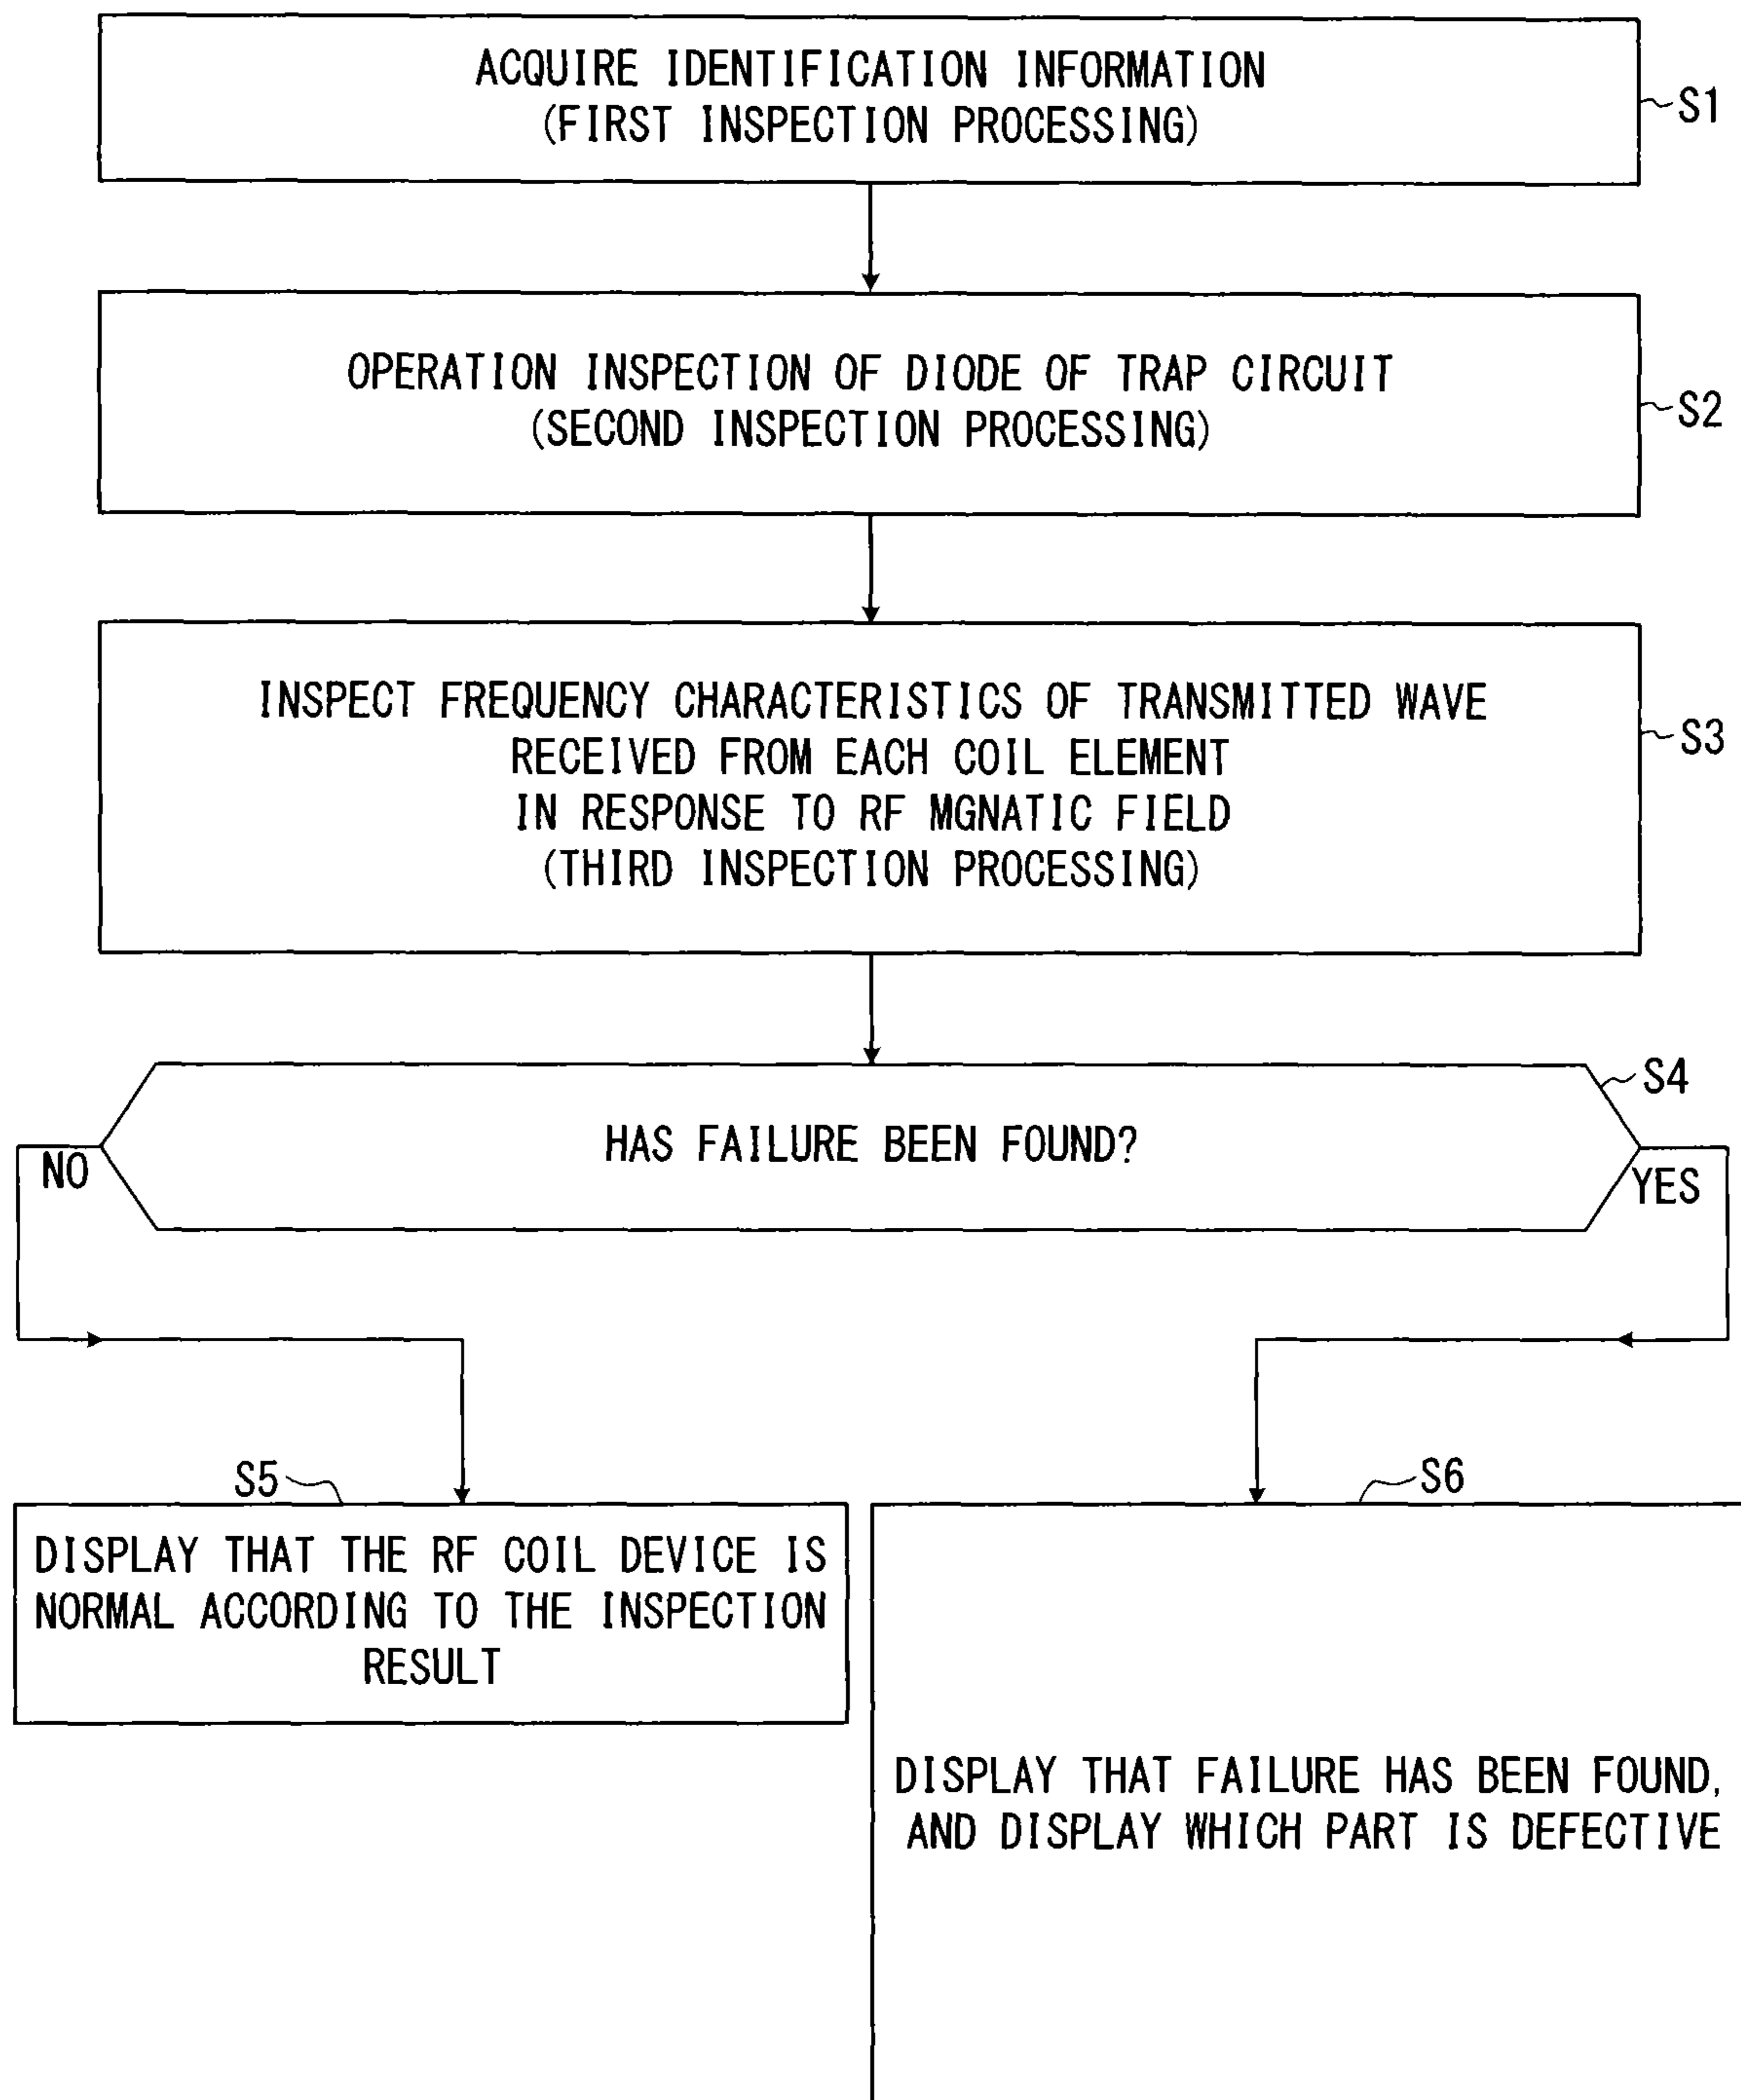 ACQUIRE IDENTIFICATION INFORMATION
(FIRST INSPECTION PROCESSING)
S1
OPERATION INSPECTION OF DIODE OF TRAP CIRCUIT
(SECOND INSPECTION PROCESSING)
S2
INSPECT FREQUENCY CHARACTERISTICS OF TRANSMITTED WAVE
RECEIVED FROM EACH COIL ELEMENT
IN RESPONSE TO RF MGNATIC FIELD
(THIRD INSPECTION PROCESSING)
S3
S4
HAS FAILURE BEEN FOUND?
NO
YES
S5
DISPLAY THAT THE RF COIL DEVICE IS
NORMAL ACCORDING TO THE INSPECTION
RESULT
S6
DISPLAY THAT FAILURE HAS BEEN FOUND,
AND DISPLAY WHICH PART IS DEFECTIVE